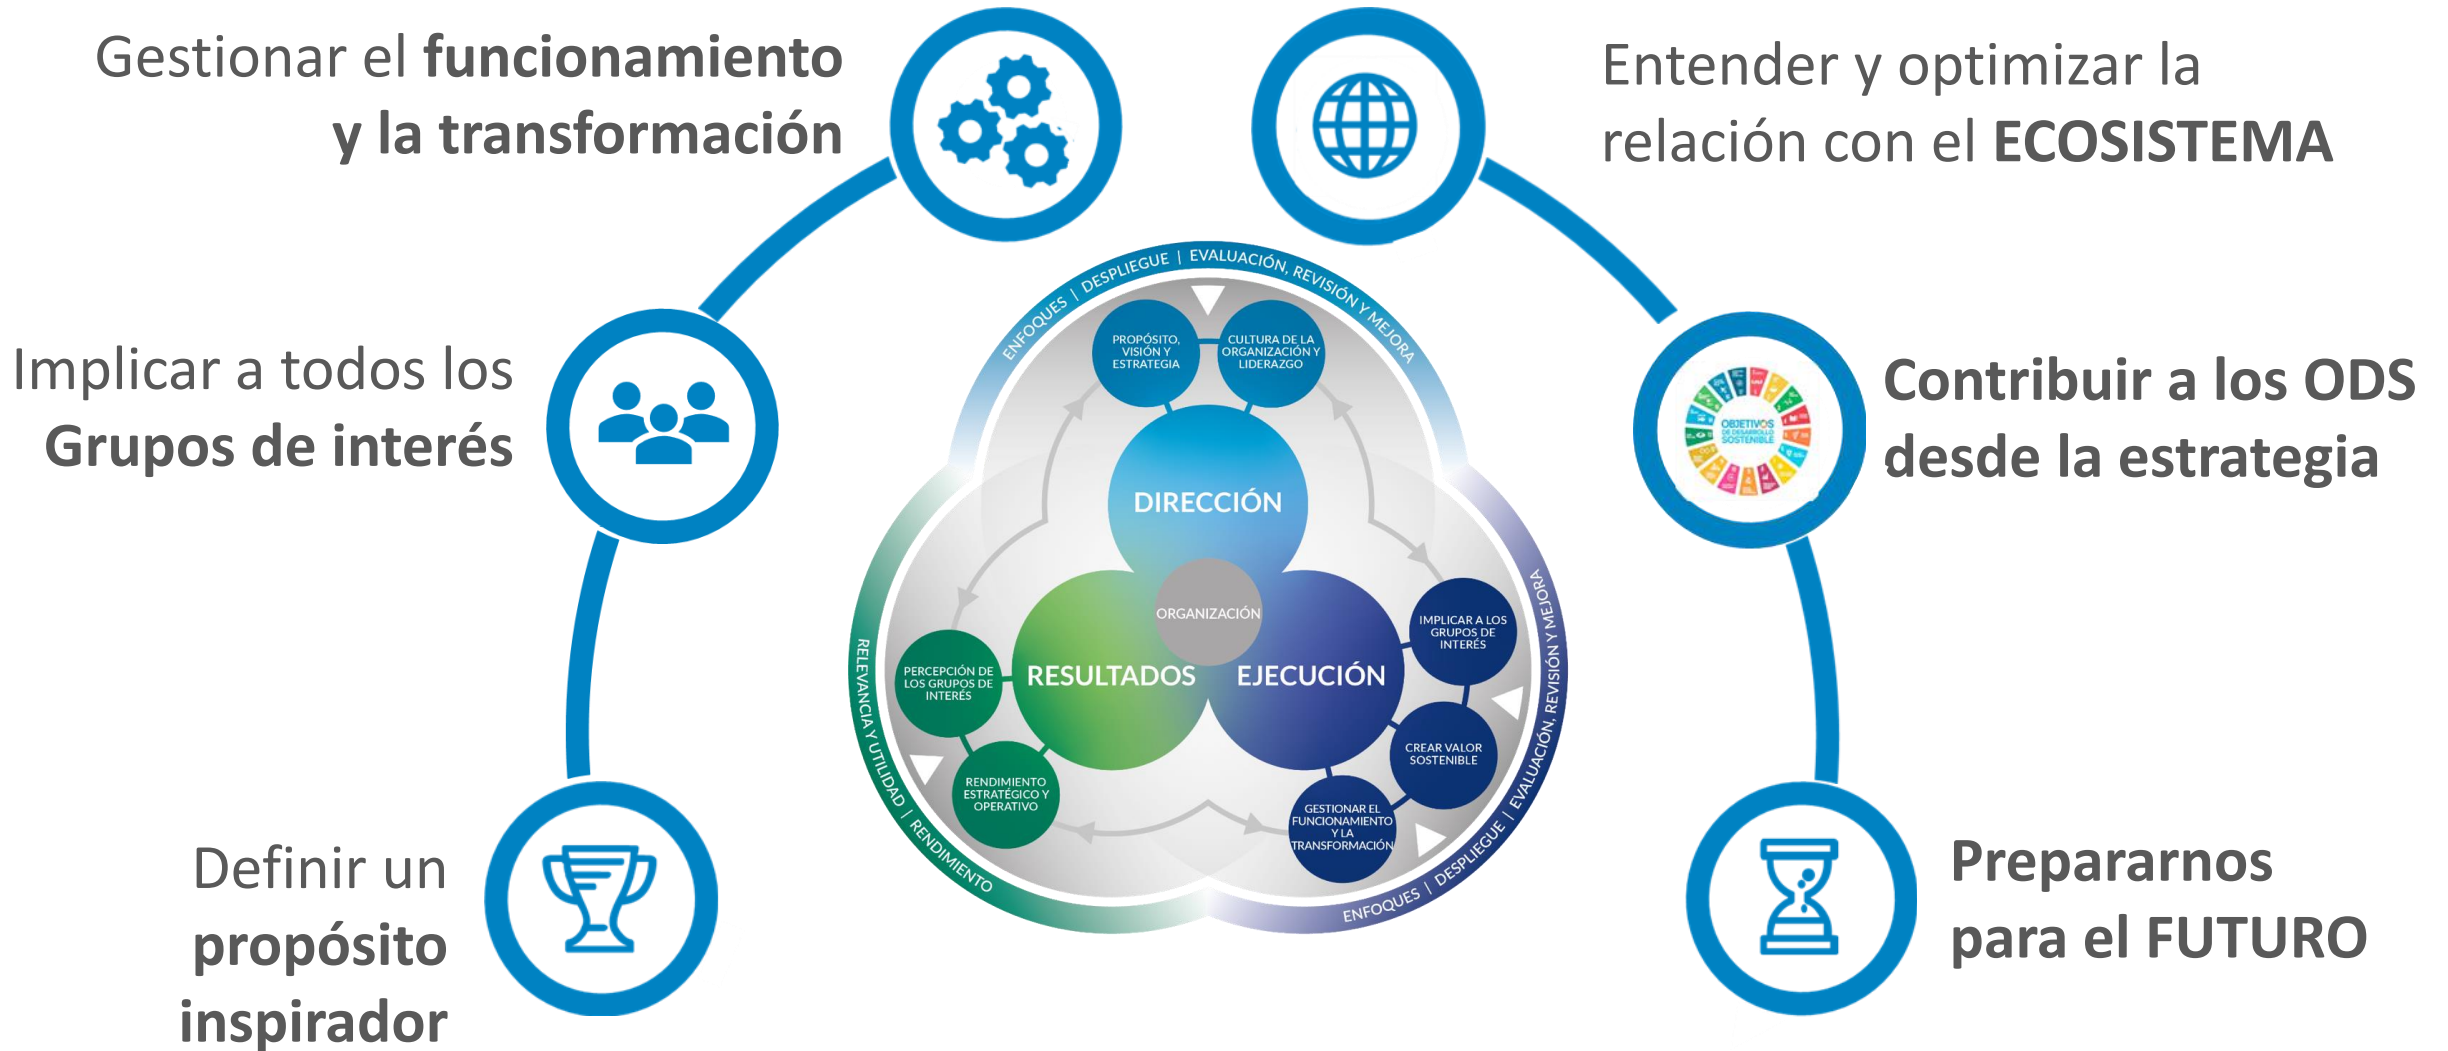 Gestionar el funcionamiento
y la transformación
Entender y optimizar la
relación con el ECOSISTEMA
Implicar a todos los
Grupos de interés
Contribuir a los ODS
desde la estrategia
Definir un
propósito
inspirador
Prepararnos
para el FUTURO
OBJETIVOS
DE DESARROLLO
SOSTENIBLE
ENFOQUES | DESPLIEGUE | EVALUACIÓN, REVISIÓN Y MEJORA
PROPÓSITO,
VISIÓN Y
ESTRATEGIA
CULTURA DE LA
ORGANIZACIÓN Y
LIDERAZGO
DIRECCIÓN
ORGANIZACIÓN
RESULTADOS
EJECUCIÓN
PERCEPCIÓN DE
LOS GRUPOS DE
INTERÉS
RENDIMIENTO
ESTRATÉGICO Y
OPERATIVO
IMPLICAR A LOS
GRUPOS DE
INTERÉS
CREAR VALOR
SOSTENIBLE
GESTIONAR EL
FUNCIONAMIENTO
Y LA
TRANSFORMACIÓN
RELEVANCIA Y UTILIDAD | RENDIMIENTO
ENFOQUES | DESPLIEGUE | EVALUACIÓN, REVISIÓN Y MEJORA